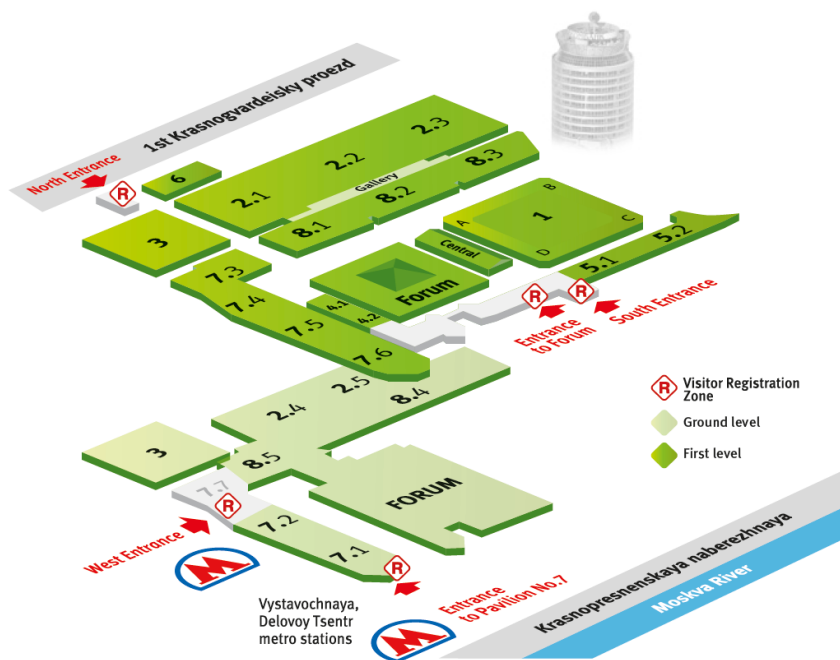 1st Krasnogvardeisky proezd
North Entrance
R
6
2.1
2.2
2.3
Gallery
8.1
8.2
8.3
3
7.3
7.4
7.5
7.6
4.1
4.2
Forum
Central
A
B
C
D
1
5.1
5.2
R
R
Entrance
to Forum
South Entrance
R
Visitor Registration
Zone
Ground level
First level
2.4
2.5
8.4
8.5
3
FORUM
7.7
R
7.2
7.1
R
West Entrance
M
Vystavochnaya,
Delovoy Tsentr
metro stations
M
Entrance
to Pavilion No.7
Krasnopresnenskaya naberezhnaya
Moskva River